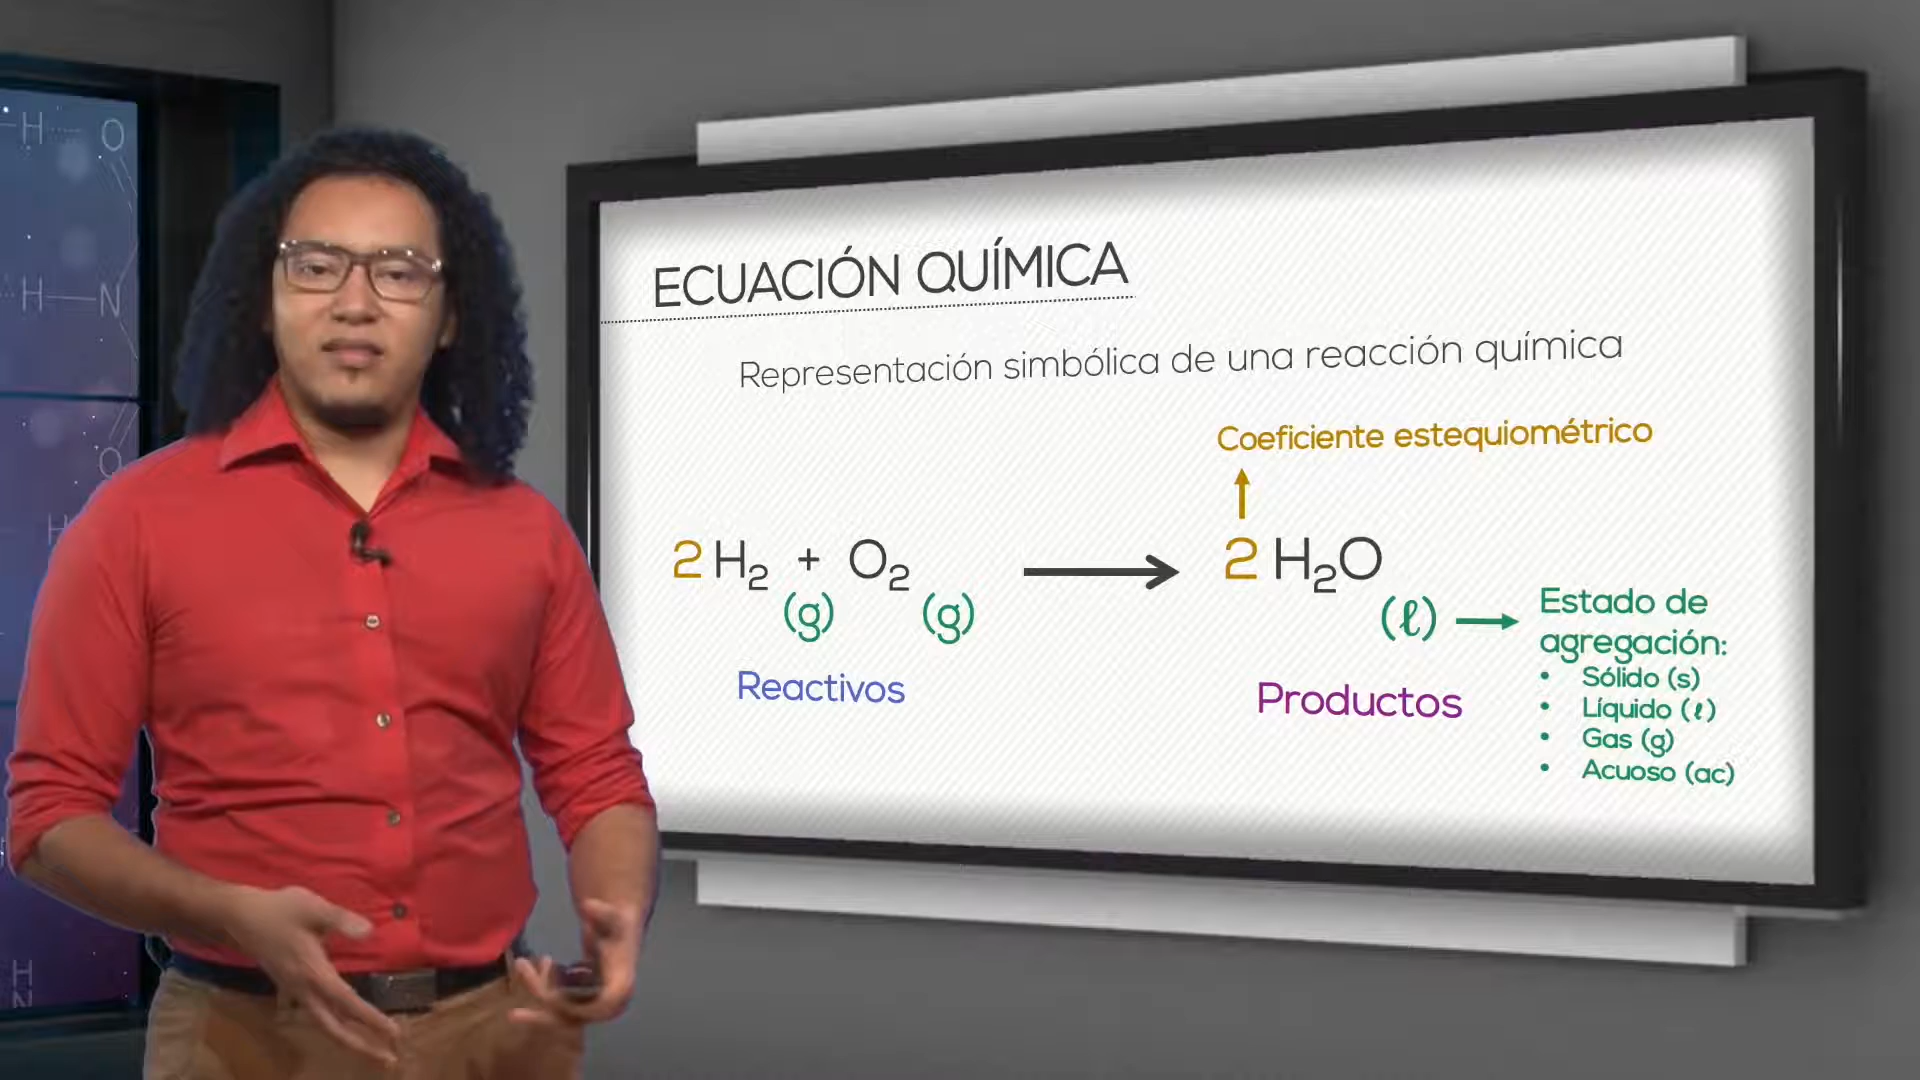 H O
H N
O
H
H
N
ECUACIÓN QUÍMICA
Representación simbólica de una reacción química
Coeficiente estequiométrico
2 H₂ (g) + O₂ (g) → 2 H₂O (ℓ)
Estado de
agregación:
• Sólido (s)
• Líquido (ℓ)
• Gas (g)
• Acuoso (ac)
Reactivos
Productos